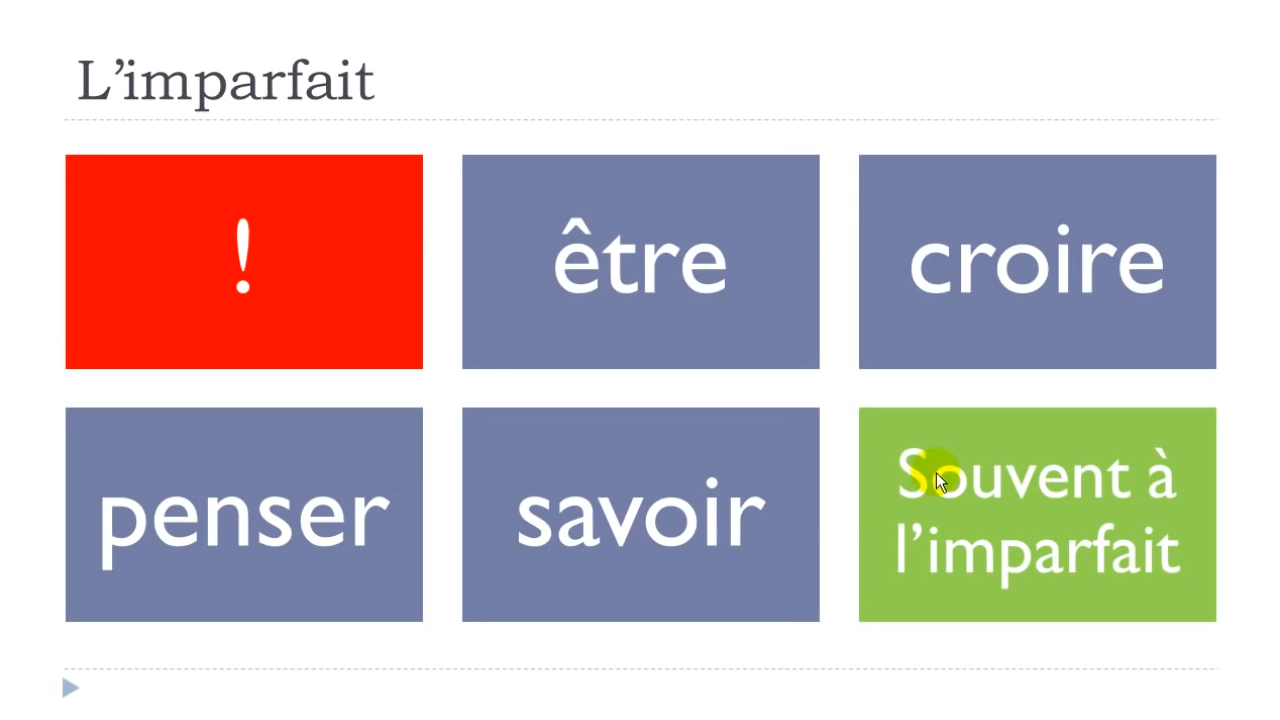 L’imparfait
!
être
croire
penser
savoir
Souvent à
l’imparfait